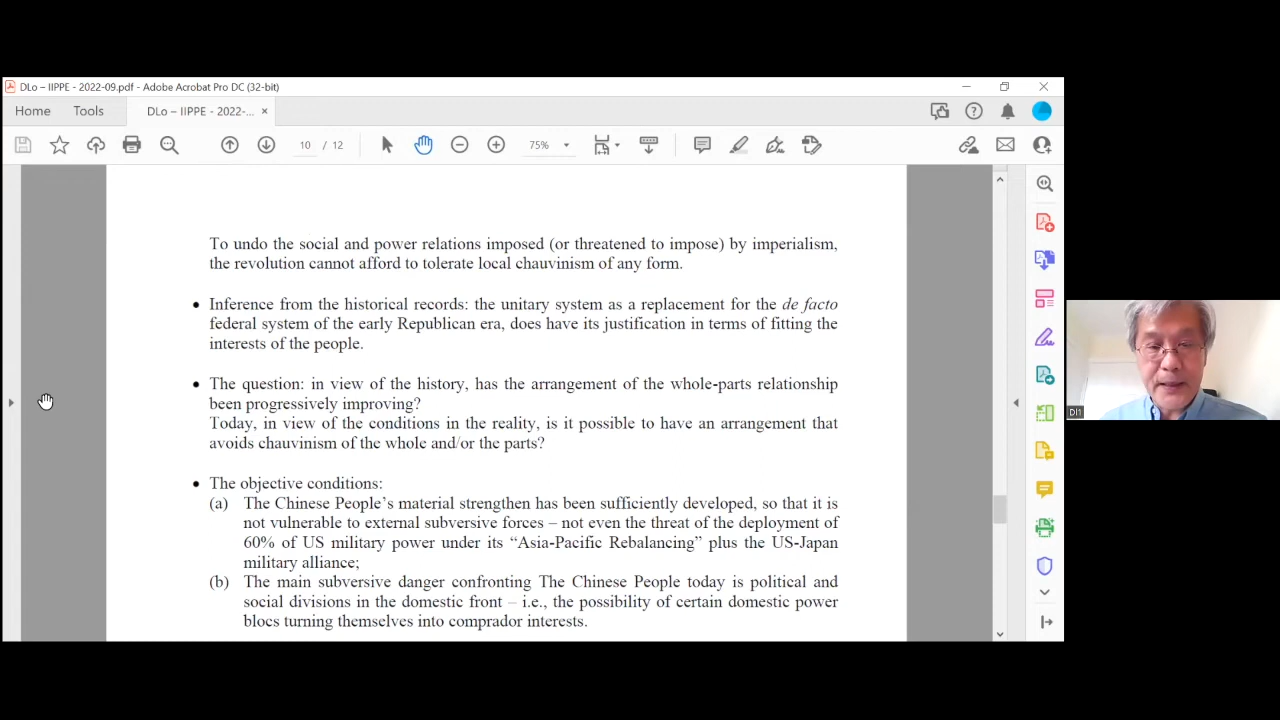 DLo – IIPPE - 2022-09.pdf - Adobe Acrobat Pro DC (32-bit)
Home Tools DLo – IIPPE - 2022-... ×
10 / 12 75%
To undo the social and power relations imposed (or threatened to impose) by imperialism,
the revolution cannot afford to tolerate local chauvinism of any form.
• Inference from the historical records: the unitary system as a replacement for the de facto
federal system of the early Republican era, does have its justification in terms of fitting the
interests of the people.
• The question: in view of the history, has the arrangement of the whole-parts relationship
been progressively improving?
Today, in view of the conditions in the reality, is it possible to have an arrangement that
avoids chauvinism of the whole and/or the parts?
• The objective conditions:
(a) The Chinese People's material strengthen has been sufficiently developed, so that it is
not vulnerable to external subversive forces – not even the threat of the deployment of
60% of US military power under its “Asia-Pacific Rebalancing” plus the US-Japan
military alliance;
(b) The main subversive danger confronting The Chinese People today is political and
social divisions in the domestic front – i.e., the possibility of certain domestic power
blocs turning themselves into comprador interests.